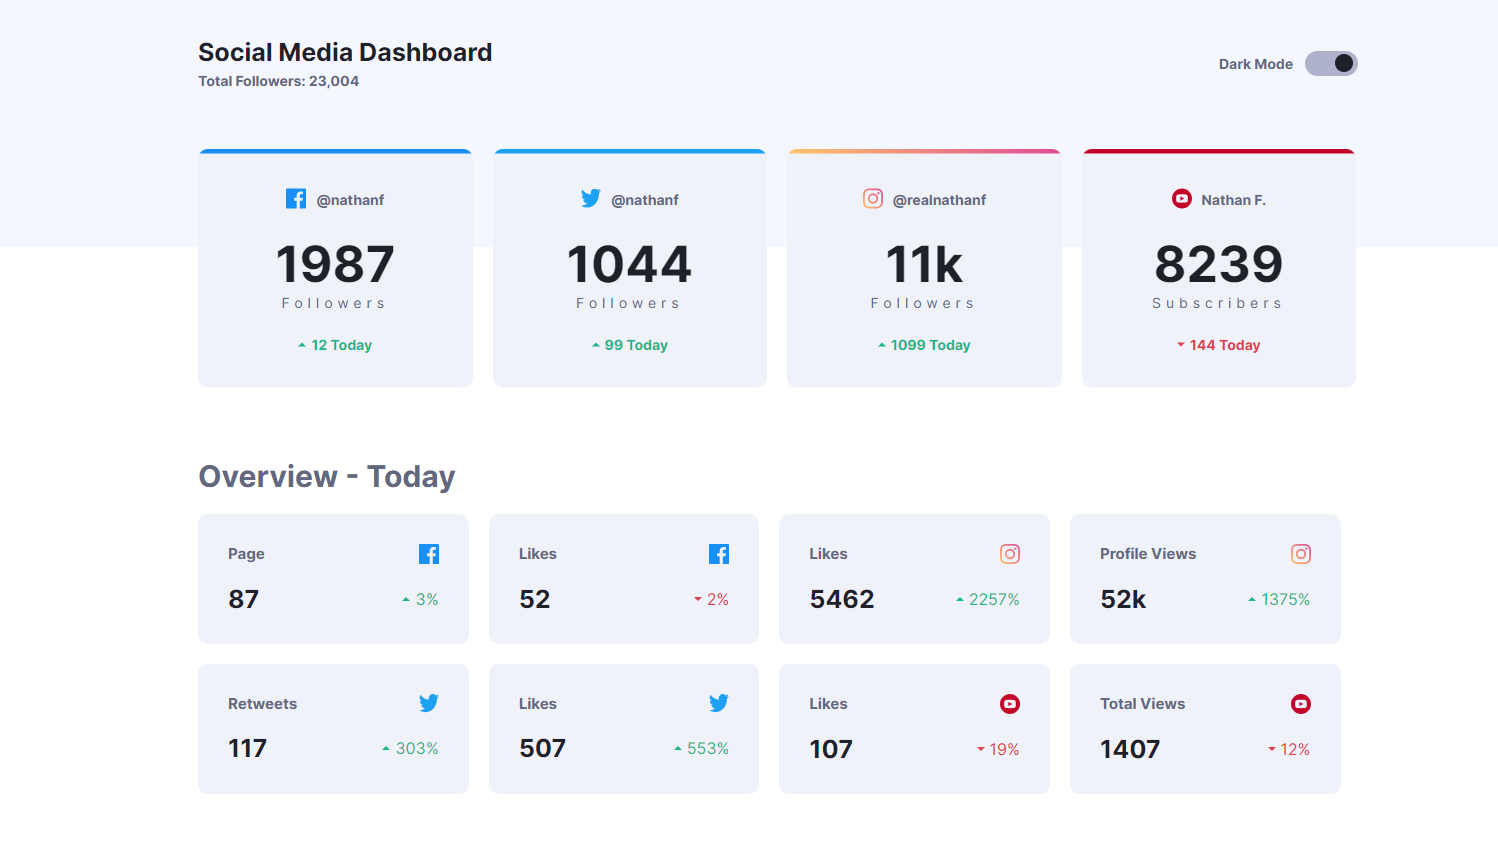 Social Media Dashboard
Total Followers: 23,004
Dark Mode
@nathanf
1987
Followers
12 Today
@nathanf
1044
Followers
99 Today
@realnathanf
11k
Followers
1099 Today
Nathan F.
8239
Subscribers
144 Today
Overview - Today
Page
87
3%
Likes
52
2%
Likes
5462
2257%
Profile Views
52k
1375%
Retweets
117
303%
Likes
507
553%
Likes
107
19%
Total Views
1407
12%